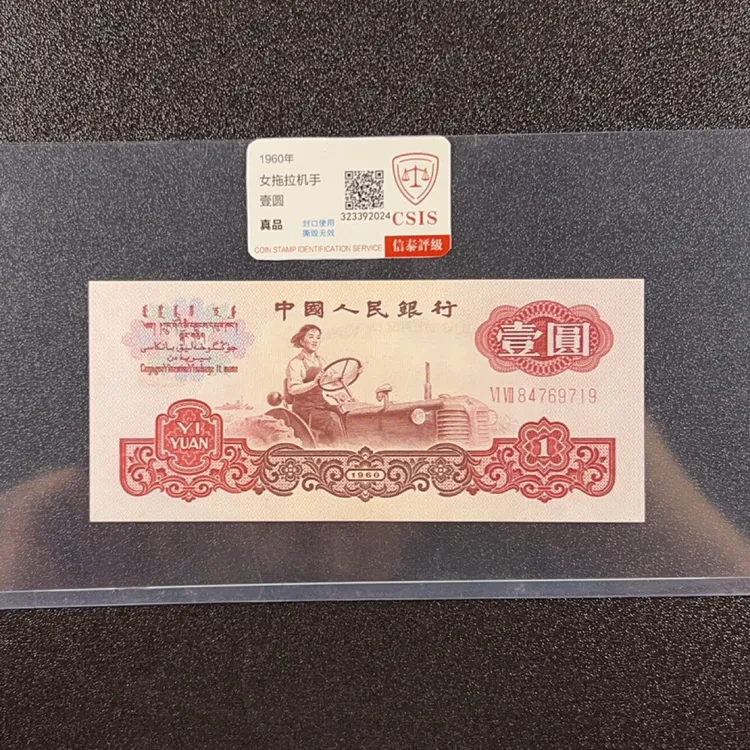 1960年
女拖拉机手
壹圆
真品
封口使用
撕毁无效
323392024
CSIS
COIN STAMP IDENTIFICATION SERVICE
信泰評級
中國人民銀行
壹圓
VI VII 84769719
YI
YUAN
1960
1